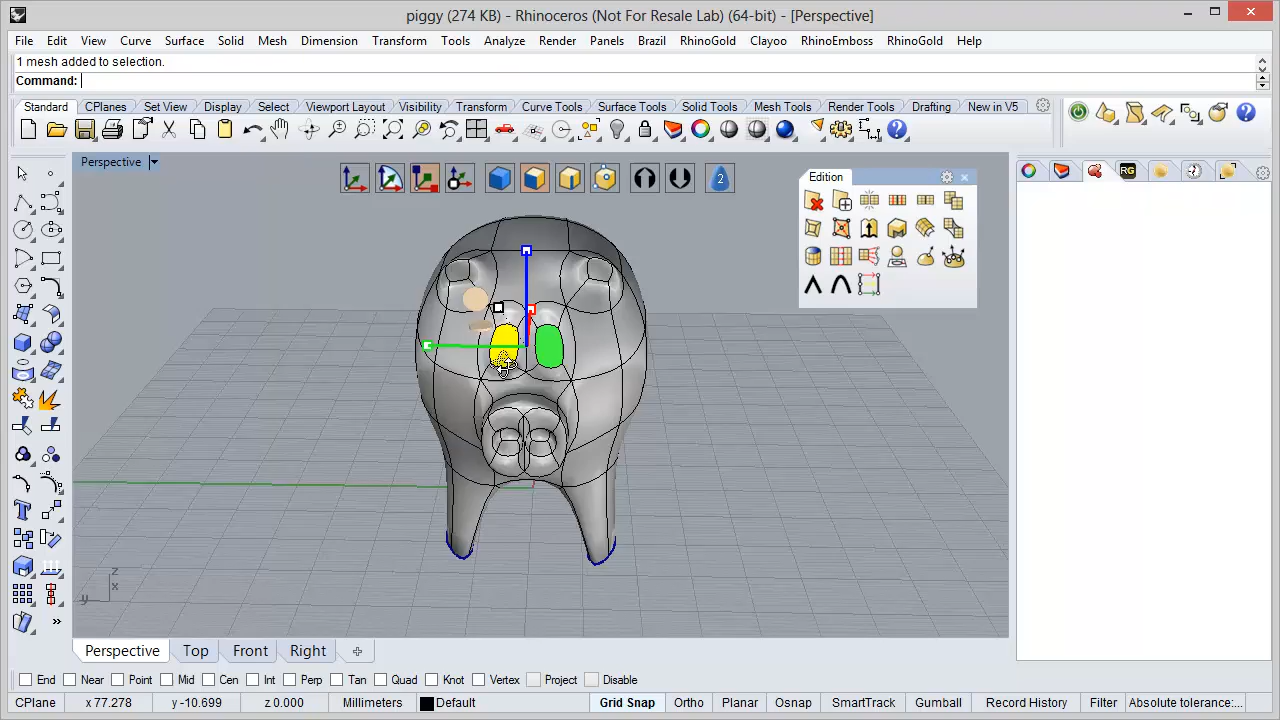 piggy (274 KB) - Rhinoceros (Not For Resale Lab) (64-bit) - [Perspective]
File Edit View Curve Surface Solid Mesh Dimension Transform Tools Analyze Render Panels Brazil RhinoGold Clayoo RhinoEmboss RhinoGold Help
1 mesh added to selection.
Command:
Standard CPlanes Set View Display Select Viewport Layout Visibility Transform Curve Tools Surface Tools Solid Tools Mesh Tools Render Tools Drafting New in V5
Perspective
2
Edition
RG
z
x
y
Perspective Top Front Right
End Near Point Mid Cen Int Perp Tan Quad Knot Vertex Project Disable
CPlane x 77.278 y -10.699 z 0.000 Millimeters Default Grid Snap Ortho Planar Osnap SmartTrack Gumball Record History Filter Absolute tolerance...